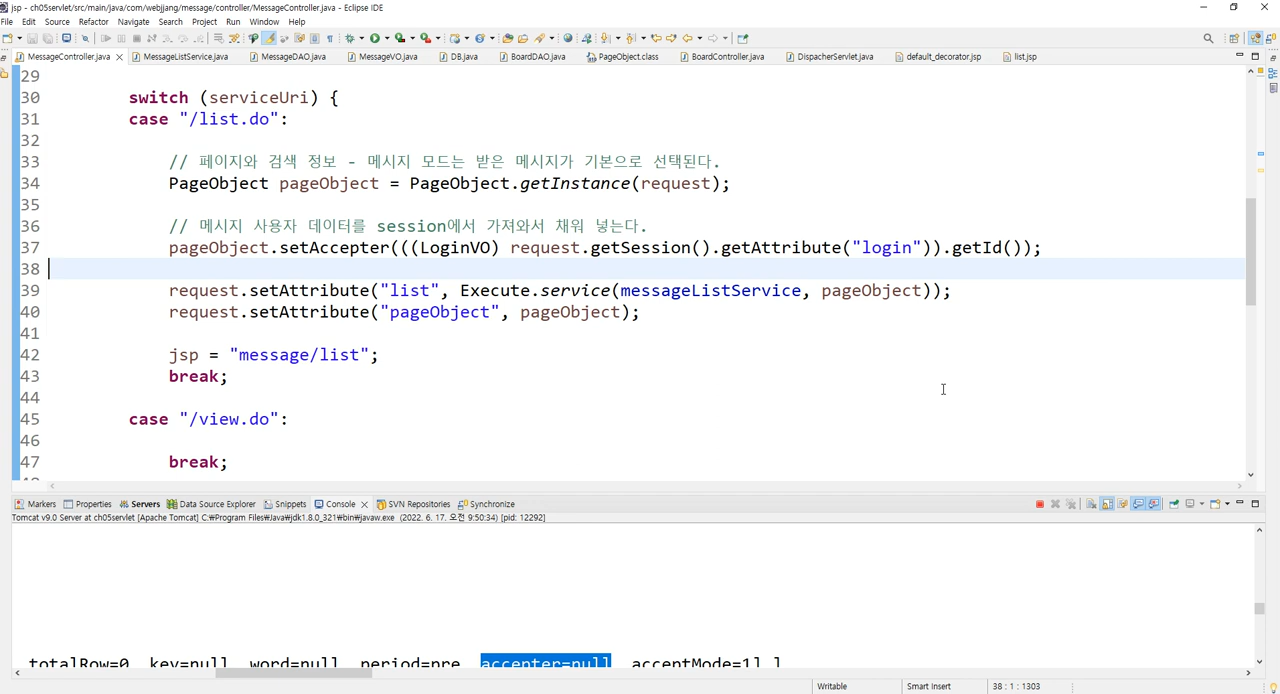 jsp - ch05servlet/src/main/java/com/webjjang/message/controller/MessageController.java - Eclipse IDE
File Edit Source Refactor Navigate Search Project Run Window Help
MessageController.java MessageListService.java MessageDAO.java MessageVO.java DB.java BoardDAO.java PageObject.class BoardController.java DispacherServlet.java default_decorator.jsp list.jsp
29
30 switch (serviceUri) {
31 case "/list.do":
32
33 // 페이지와 검색 정보 - 메시지 모드는 받은 메시지가 기본으로 선택된다.
34 PageObject pageObject = PageObject.getInstance(request);
35
36 // 메시지 사용자 데이터를 session에서 가져와서 채워 넣는다.
37 pageObject.setAccepter(((LoginVO) request.getSession().getAttribute("login")).getId());
38
39 request.setAttribute("list", Execute.service(messageListService, pageObject));
40 request.setAttribute("pageObject", pageObject);
41
42 jsp = "message/list";
43 break;
44
45 case "/view.do":
46
47 break;
Markers Properties Servers Data Source Explorer Snippets Console SVN Repositories Synchronize
Tomcat v9.0 Server at ch05servlet [Apache Tomcat] C:₩Program Files₩Java₩jdk1.8.0_321₩bin₩javaw.exe (2022. 6. 17. 오전 9:50:34) [pid: 12292]
totalRow=0, key=null, word=null, period=pre, accepter=null, acceptMode=1], ]
Writable Smart Insert 38 : 1 : 1303